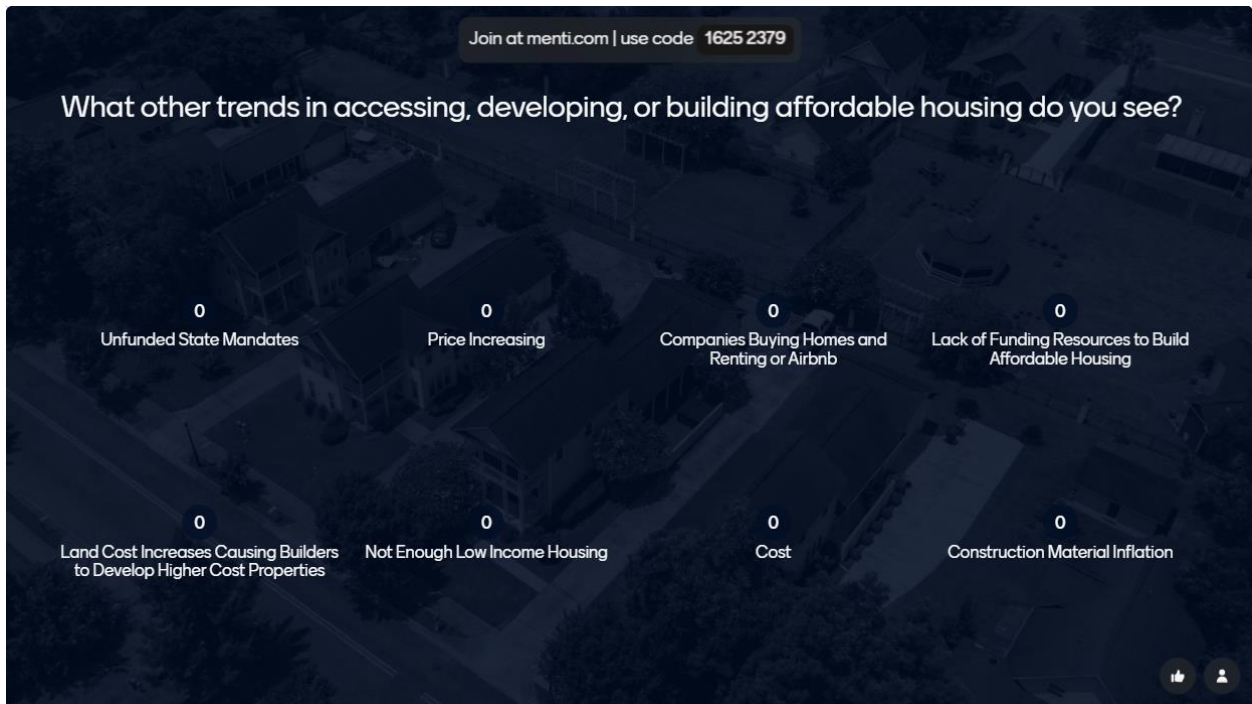 Join at menti.com | use code 1625 2379
What other trends in accessing, developing, or building affordable housing do you see?
0
Unfunded State Mandates
0
Price Increasing
0
Companies Buying Homes and
Renting or Airbnb
0
Lack of Funding Resources to Build
Affordable Housing
0
Land Cost Increases Causing Builders
to Develop Higher Cost Properties
0
Not Enough Low Income Housing
0
Cost
0
Construction Material Inflation